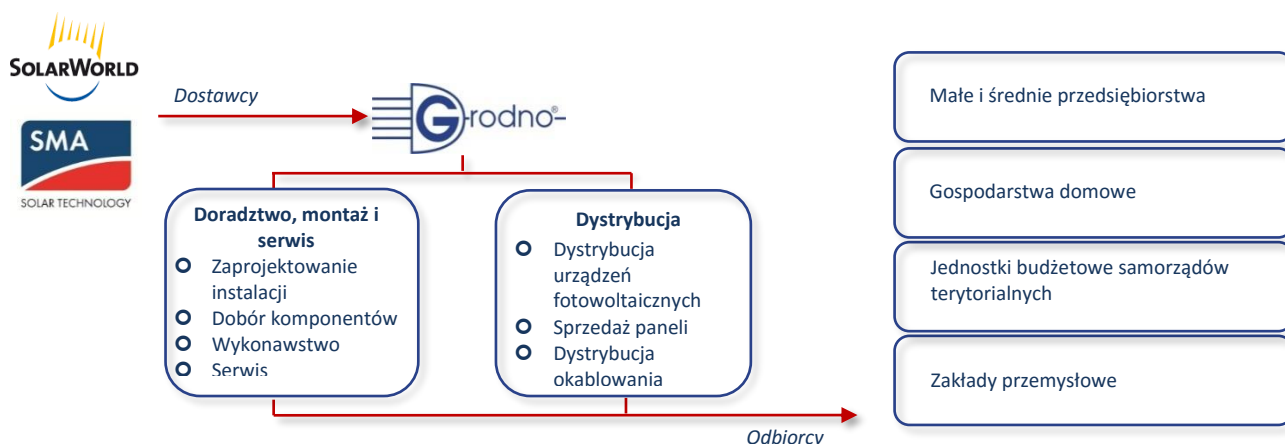 SOLARWORLD
SMA
SOLAR TECHNOLOGY
Dostawcy
Grodno®
Doradztwo, montaż i
serwis
Zaprojektowanie
instalacji
Dobór komponentów
Wykonawstwo
Serwis
Dystrybucja
Dystrybucja
urządzeń
fotowoltaicznych
Sprzedaż paneli
Dystrybucja
okablowania
Odbiorcy
Małe i średnie przedsiębiorstwa
Gospodarstwa domowe
Jednostki budżetowe samorządów
terytorialnych
Zakłady przemysłowe